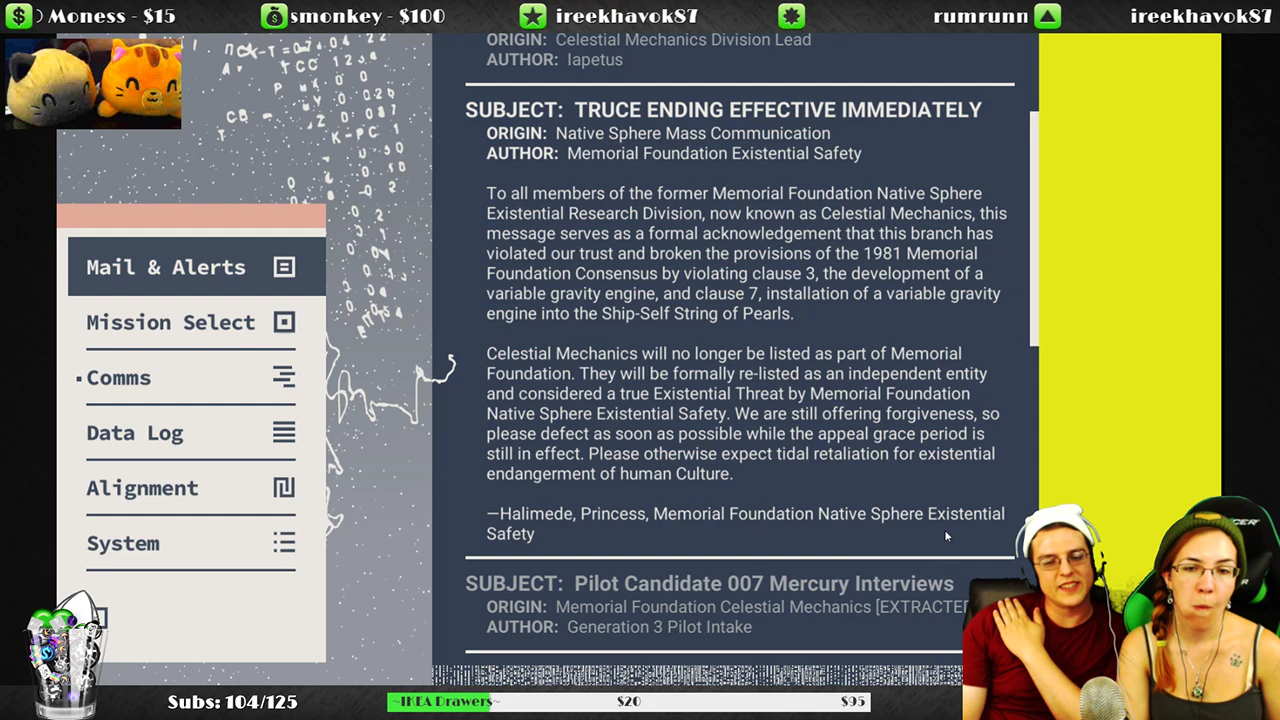 ) Moness - $15
smonkey - $100
ireekhavok87
rumrunn
ireekhavok87
ORIGIN: Celestial Mechanics Division Lead
AUTHOR: Iapetus
SUBJECT: TRUCE ENDING EFFECTIVE IMMEDIATELY
ORIGIN: Native Sphere Mass Communication
AUTHOR: Memorial Foundation Existential Safety
To all members of the former Memorial Foundation Native Sphere
Existential Research Division, now known as Celestial Mechanics, this
message serves as a formal acknowledgement that this branch has
violated our trust and broken the provisions of the 1981 Memorial
Foundation Consensus by violating clause 3, the development of a
variable gravity engine, and clause 7, installation of a variable gravity
engine into the Ship-Self String of Pearls.
Celestial Mechanics will no longer be listed as part of Memorial
Foundation. They will be formally re-listed as an independent entity
and considered a true Existential Threat by Memorial Foundation
Native Sphere Existential Safety. We are still offering forgiveness, so
please defect as soon as possible while the appeal grace period is
still in effect. Please otherwise expect tidal retaliation for existential
endangerment of human Culture.
—Halimede, Princess, Memorial Foundation Native Sphere Existential
Safety
SUBJECT: Pilot Candidate 007 Mercury Interviews
ORIGIN: Memorial Foundation Celestial Mechanics [EXTRACTE
AUTHOR: Generation 3 Pilot Intake
Mail & Alerts
Mission Select
Comms
Data Log
Alignment
System
Subs: 104/125
~IKEA Drawers~
$20
$95